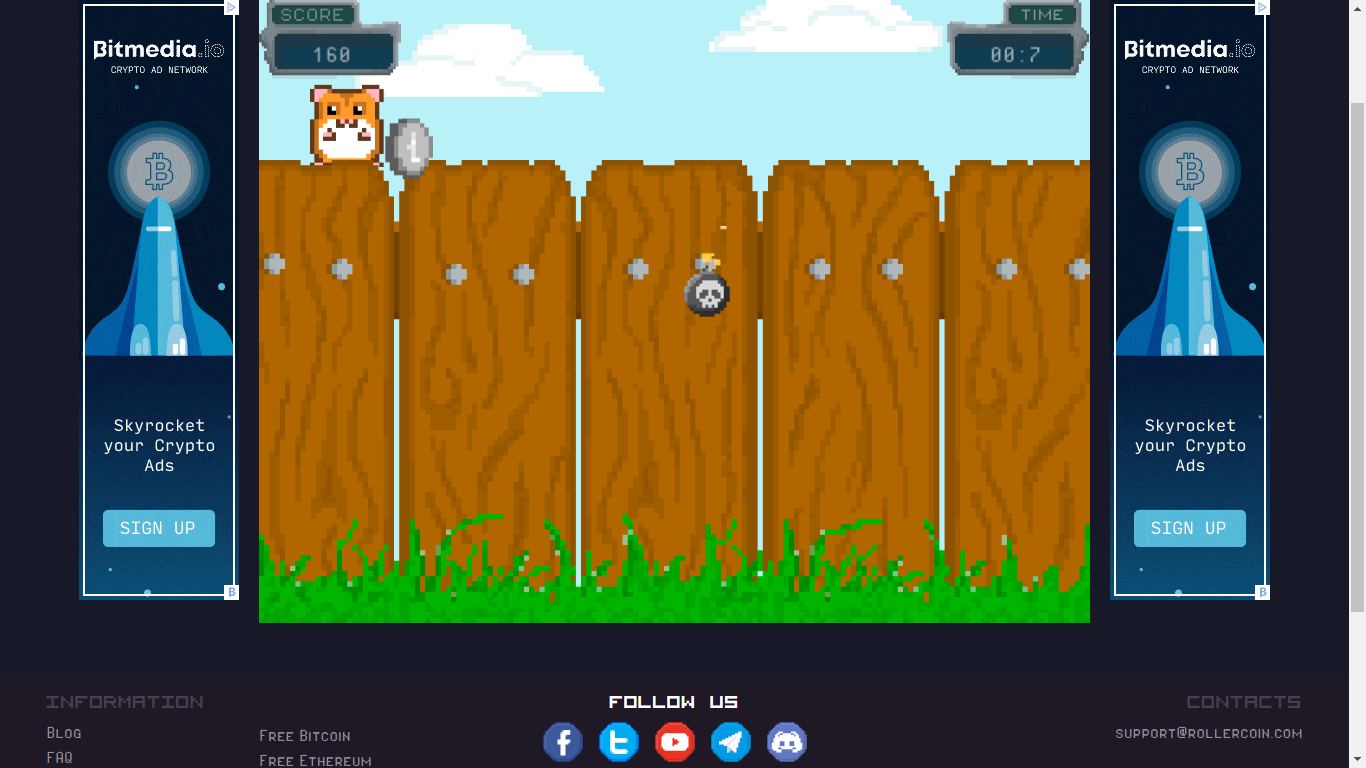 Bitmedia.io
CRYPTO AD NETWORK
Skyrocket
your Crypto
Ads
SIGN UP
SCORE
160
1
TIME
00:7
Bitmedia.io
CRYPTO AD NETWORK
Skyrocket
your Crypto
Ads
SIGN UP
INFORMATION
Blog
FAQ
Free Bitcoin
Free Ethereum
FOLLOW US
CONTACTS
support@rollercoin.com